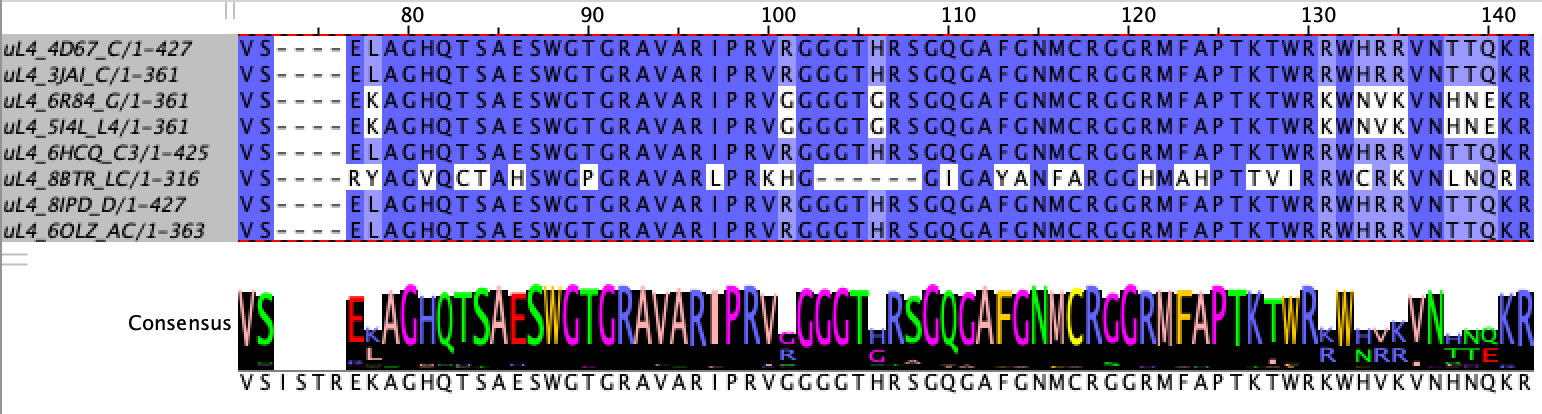 80 90 100 110 120 130 140
uL4_4D67_C/1-427 VS----ELAGHQTSAESWGTGRAVARIPRVRGGGTHRSGQGAFGNMCRGGRMFAPTKTWRRWHRRVNTTQKR
uL4_3JAI_C/1-361 VS----ELAGHQTSAESWGTGRAVARIPRVRGGGTHRSGQGAFGNMCRGGRMFAPTKTWRRWHRRVNTTQKR
uL4_6R84_G/1-361 VS----EKAGHQTSAESWGTGRAVARIPRVGGGGTGRSGQGAFGNMCRGGRMFAPTKTWRKWNVKVNHNEKR
uL4_5I4L_L4/1-361 VS----EKAGHQTSAESWGTGRAVARIPRVGGGGTGRSGQGAFGNMCRGGRMFAPTKTWRKWNVKVNHNEKR
uL4_6HCQ_C3/1-425 VS----ELAGHQTSAESWGTGRAVARIPRVRGGGTHRSGQGAFGNMCRGGRMFAPTKTWRRWHRRVNTTQKR
uL4_8BTR_LC/1-316 VS----RYAGVQCTAHSWGPGRAVARLPRKHG------GIGAYANFARGGHMAHPTTVIRRWCRKVNLNQRR
uL4_8IPD_D/1-427 VS----ELAGHQTSAESWGTGRAVARIPRVRGGGTHRSGQGAFGNMCRGGRMFAPTKTWRRWHRRVNTTQKR
uL4_6OLZ_AC/1-363 VS----ELAGHQTSAESWGTGRAVARIPRVRGGGTHRSGQGAFGNMCRGGRMFAPTKTWRRWHRRVNTTQKR
Consensus
VSISTREKAGHQTSAESWGTGRAVARIPRVGGGGTHRSGQGAFGNMCRGGRMFAPTKTWRKWHVKVNHNQKR